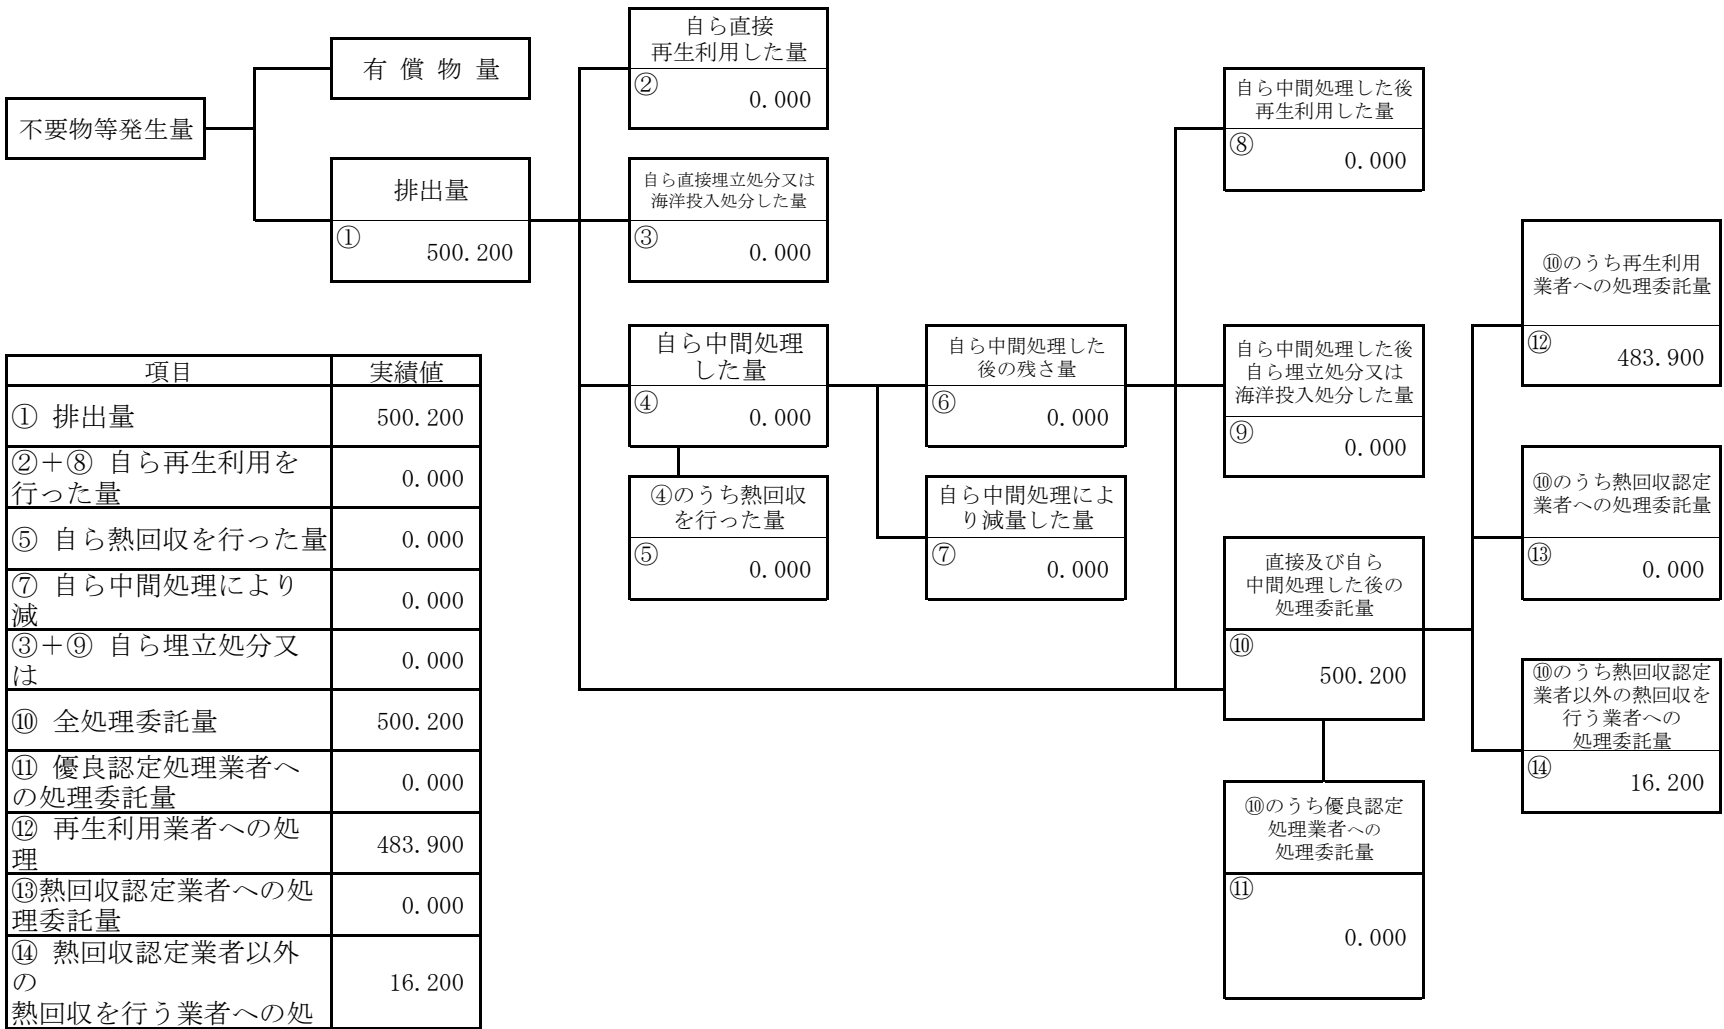 不要物等発生量
有 償 物 量
排出量
①
500.200
自ら直接
再生利用した量
②
0.000
自ら直接埋立処分又は
海洋投入処分した量
③
0.000
自ら中間処理
した量
④
0.000
④のうち熱回収
を行った量
⑤
0.000
自ら中間処理した
後の残さ量
⑥
0.000
自ら中間処理によ
り減量した量
⑦
0.000
自ら中間処理した後
再生利用した量
⑧
0.000
自ら中間処理した後
自ら埋立処分又は
海洋投入処分した量
⑨
0.000
直接及び自ら
中間処理した後の
処理委託量
⑩
500.200
⑩のうち優良認定
処理業者への
処理委託量
⑪
0.000
⑩のうち再生利用
業者への処理委託量
⑫
483.900
⑩のうち熱回収認定
業者への処理委託量
⑬
0.000
⑩のうち熱回収認定
業者以外の熱回収を
行う業者への
処理委託量
⑭
16.200
項目 実績値
① 排出量 500.200
②＋⑧ 自ら再生利用を
行った量 0.000
⑤ 自ら熱回収を行った量 0.000
⑦ 自ら中間処理により
減 0.000
③＋⑨ 自ら埋立処分又
は 0.000
⑩ 全処理委託量 500.200
⑪ 優良認定処理業者へ
の処理委託量 0.000
⑫ 再生利用業者への処
理 483.900
⑬熱回収認定業者への処
理委託量 0.000
⑭ 熱回収認定業者以外
の
熱回収を行う業者への処 16.200